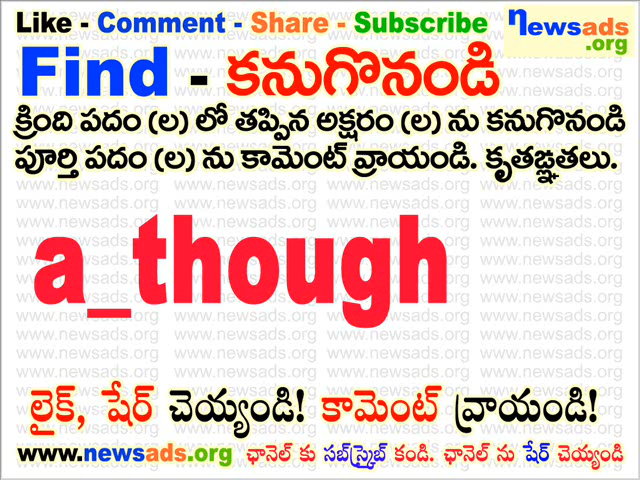 Like - Comment - Share - Subscribe
newsads
.org
Find - కనుగొనండి
క్రింది పదం (ల) లో తప్పిన అక్షరం (ల) ను కనుగొనండి
పూర్తి పదం (ల) ను కామెంట్ వ్రాయండి. కృతఙ్ఞతలు.
a_though
లైక్, షేర్ చెయ్యండి! కామెంట్ వ్రాయండి!
www.newsads.org ఛానెల్ కు సబ్‌స్క్రైబ్ కండి. ఛానెల్ ను షేర్ చెయ్యండి